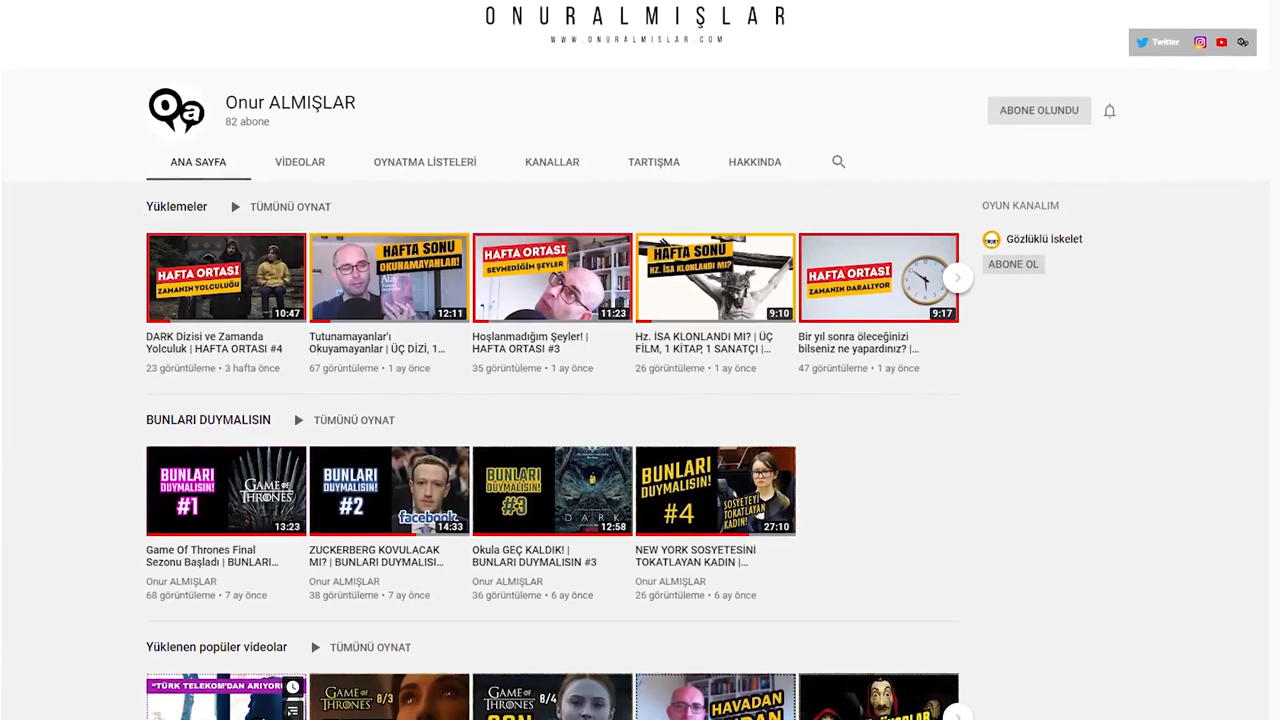 ONURALMIŞLAR
WWW.ONURALMISLAR.COM
Twitter
oa
Onur ALMIŞLAR
82 abone
ABONE OLUNDU
ANA SAYFA
VİDEOLAR
OYNATMA LİSTELERİ
KANALLAR
TARTIŞMA
HAKKINDA
Yüklemeler
TÜMÜNÜ OYNAT
OYUN KANALIM
Gözlüklü İskelet
ABONE OL
HAFTA ORTASI
ZAMANIN YOLCULUĞU
10:47
HAFTA SONU
OKUNAMAYANLAR!
12:11
HAFTA ORTASI
SEVMEDİĞİM ŞEYLER
11:23
HAFTA SONU
HZ. İSA KLONLANDI MI?
9:10
HAFTA ORTASI
ZAMANIN DARALIYOR
9:17
DARK Dizisi ve Zamanda
Yolculuk | HAFTA ORTASI #4
23 görüntüleme • 3 hafta önce
Tutunamayanlar'ı
Okuyamayanlar | ÜÇ DİZİ, 1...
67 görüntüleme • 1 ay önce
Hoşlanmadığım Şeyler! |
HAFTA ORTASI #3
35 görüntüleme • 1 ay önce
Hz. İSA KLONLANDI MI? | ÜÇ
FİLM, 1 KİTAP, 1 SANATÇI |...
26 görüntüleme • 1 ay önce
Bir yıl sonra öleceğinizi
bilseniz ne yapardınız? |...
47 görüntüleme • 1 ay önce
BUNLARI DUYMALISIN
TÜMÜNÜ OYNAT
BUNLARI
DUYMALISIN!
#1
GAME OF
THRONES
13:23
BUNLARI
DUYMALISIN!
#2
facebook
14:33
BUNLARI
DUYMALISIN!
#3
DARK
12:58
BUNLARI
DUYMALISIN!
#4
SOSYETEYİ
TOKATLAYAN
KADIN!
27:10
Game Of Thrones Final
Sezonu Başladı | BUNLARI...
Onur ALMIŞLAR
68 görüntüleme • 7 ay önce
ZUCKERBERG KOVULACAK
MI? | BUNLARI DUYMALISI...
Onur ALMIŞLAR
38 görüntüleme • 7 ay önce
Okula GEÇ KALDIK! |
BUNLARI DUYMALISIN #3
Onur ALMIŞLAR
36 görüntüleme • 6 ay önce
NEW YORK SOSYETESİNİ
TOKATLAYAN KADIN |...
Onur ALMIŞLAR
26 görüntüleme • 6 ay önce
Yüklenen popüler videolar
TÜMÜNÜ OYNAT
"TÜRK TELEKOM'DAN ARIYORU
GAME OF
THRONES
8/3
GAME OF
THRONES
8/4
SON
HAVADAN